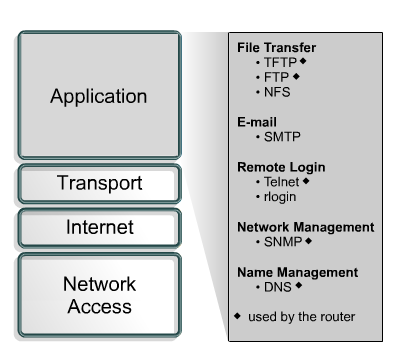 Application
Transport
Internet
Network
Access
File Transfer
• TFTP ◆
• FTP ◆
• NFS
E-mail
• SMTP
Remote Login
• Telnet ◆
• rlogin
Network Management
• SNMP ◆
Name Management
• DNS ◆
◆ used by the router